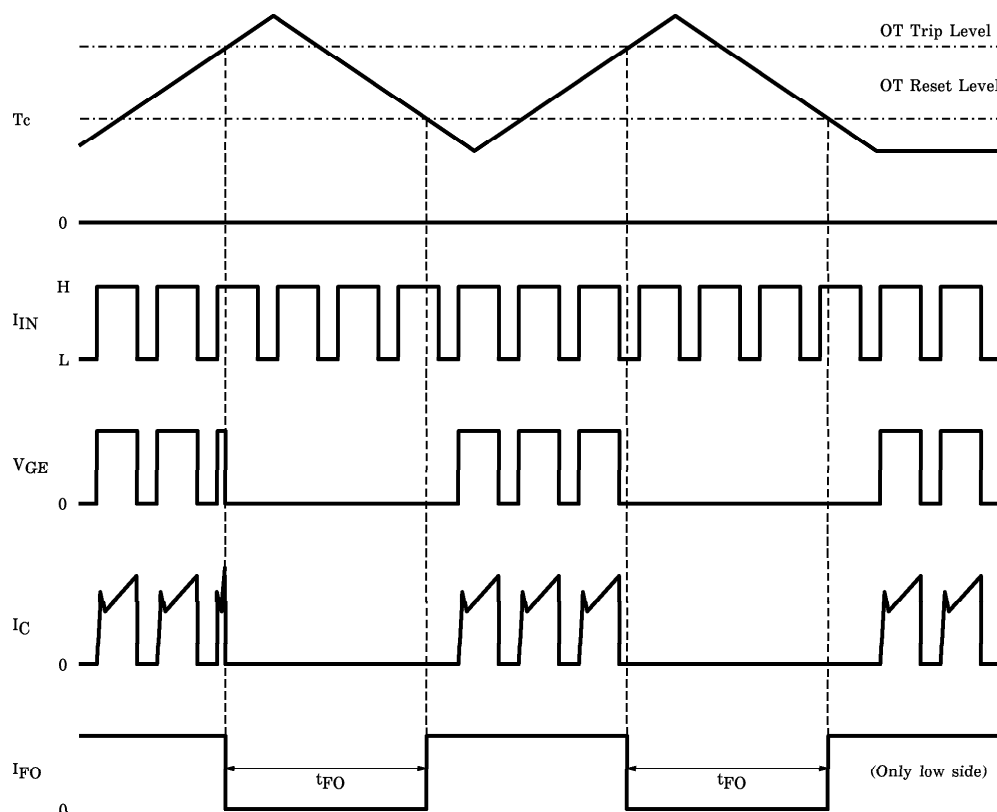 OT Trip Level
OT Reset Level
Tc
0
H
IIN
L
VGE
0
IC
0
IFO
tFO
tFO
(Only low side)
0